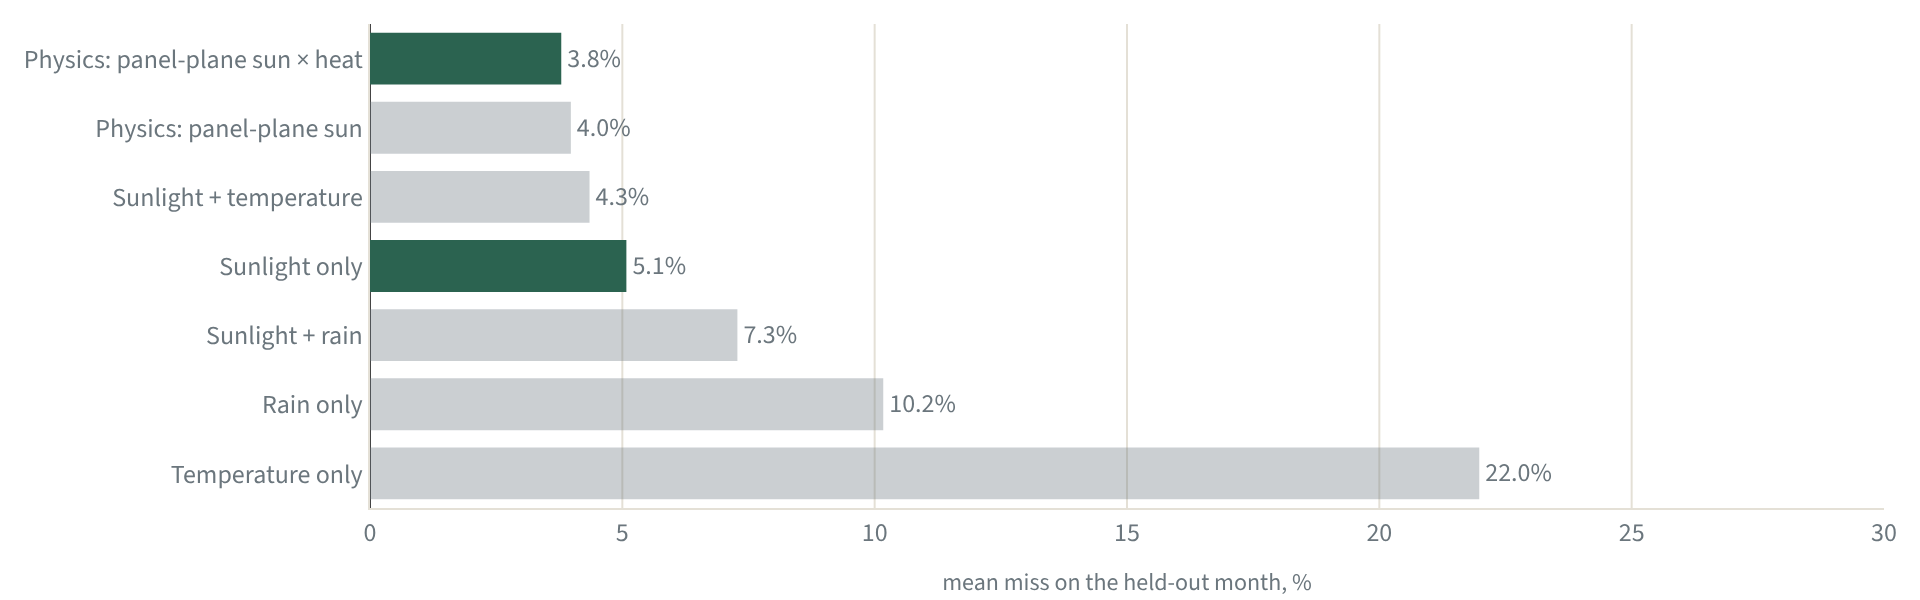 Physics: panel-plane sun × heat 3.8%
Physics: panel-plane sun 4.0%
Sunlight + temperature 4.3%
Sunlight only 5.1%
Sunlight + rain 7.3%
Rain only 10.2%
Temperature only 22.0%
0 5 10 15 20 25 30
mean miss on the held-out month, %